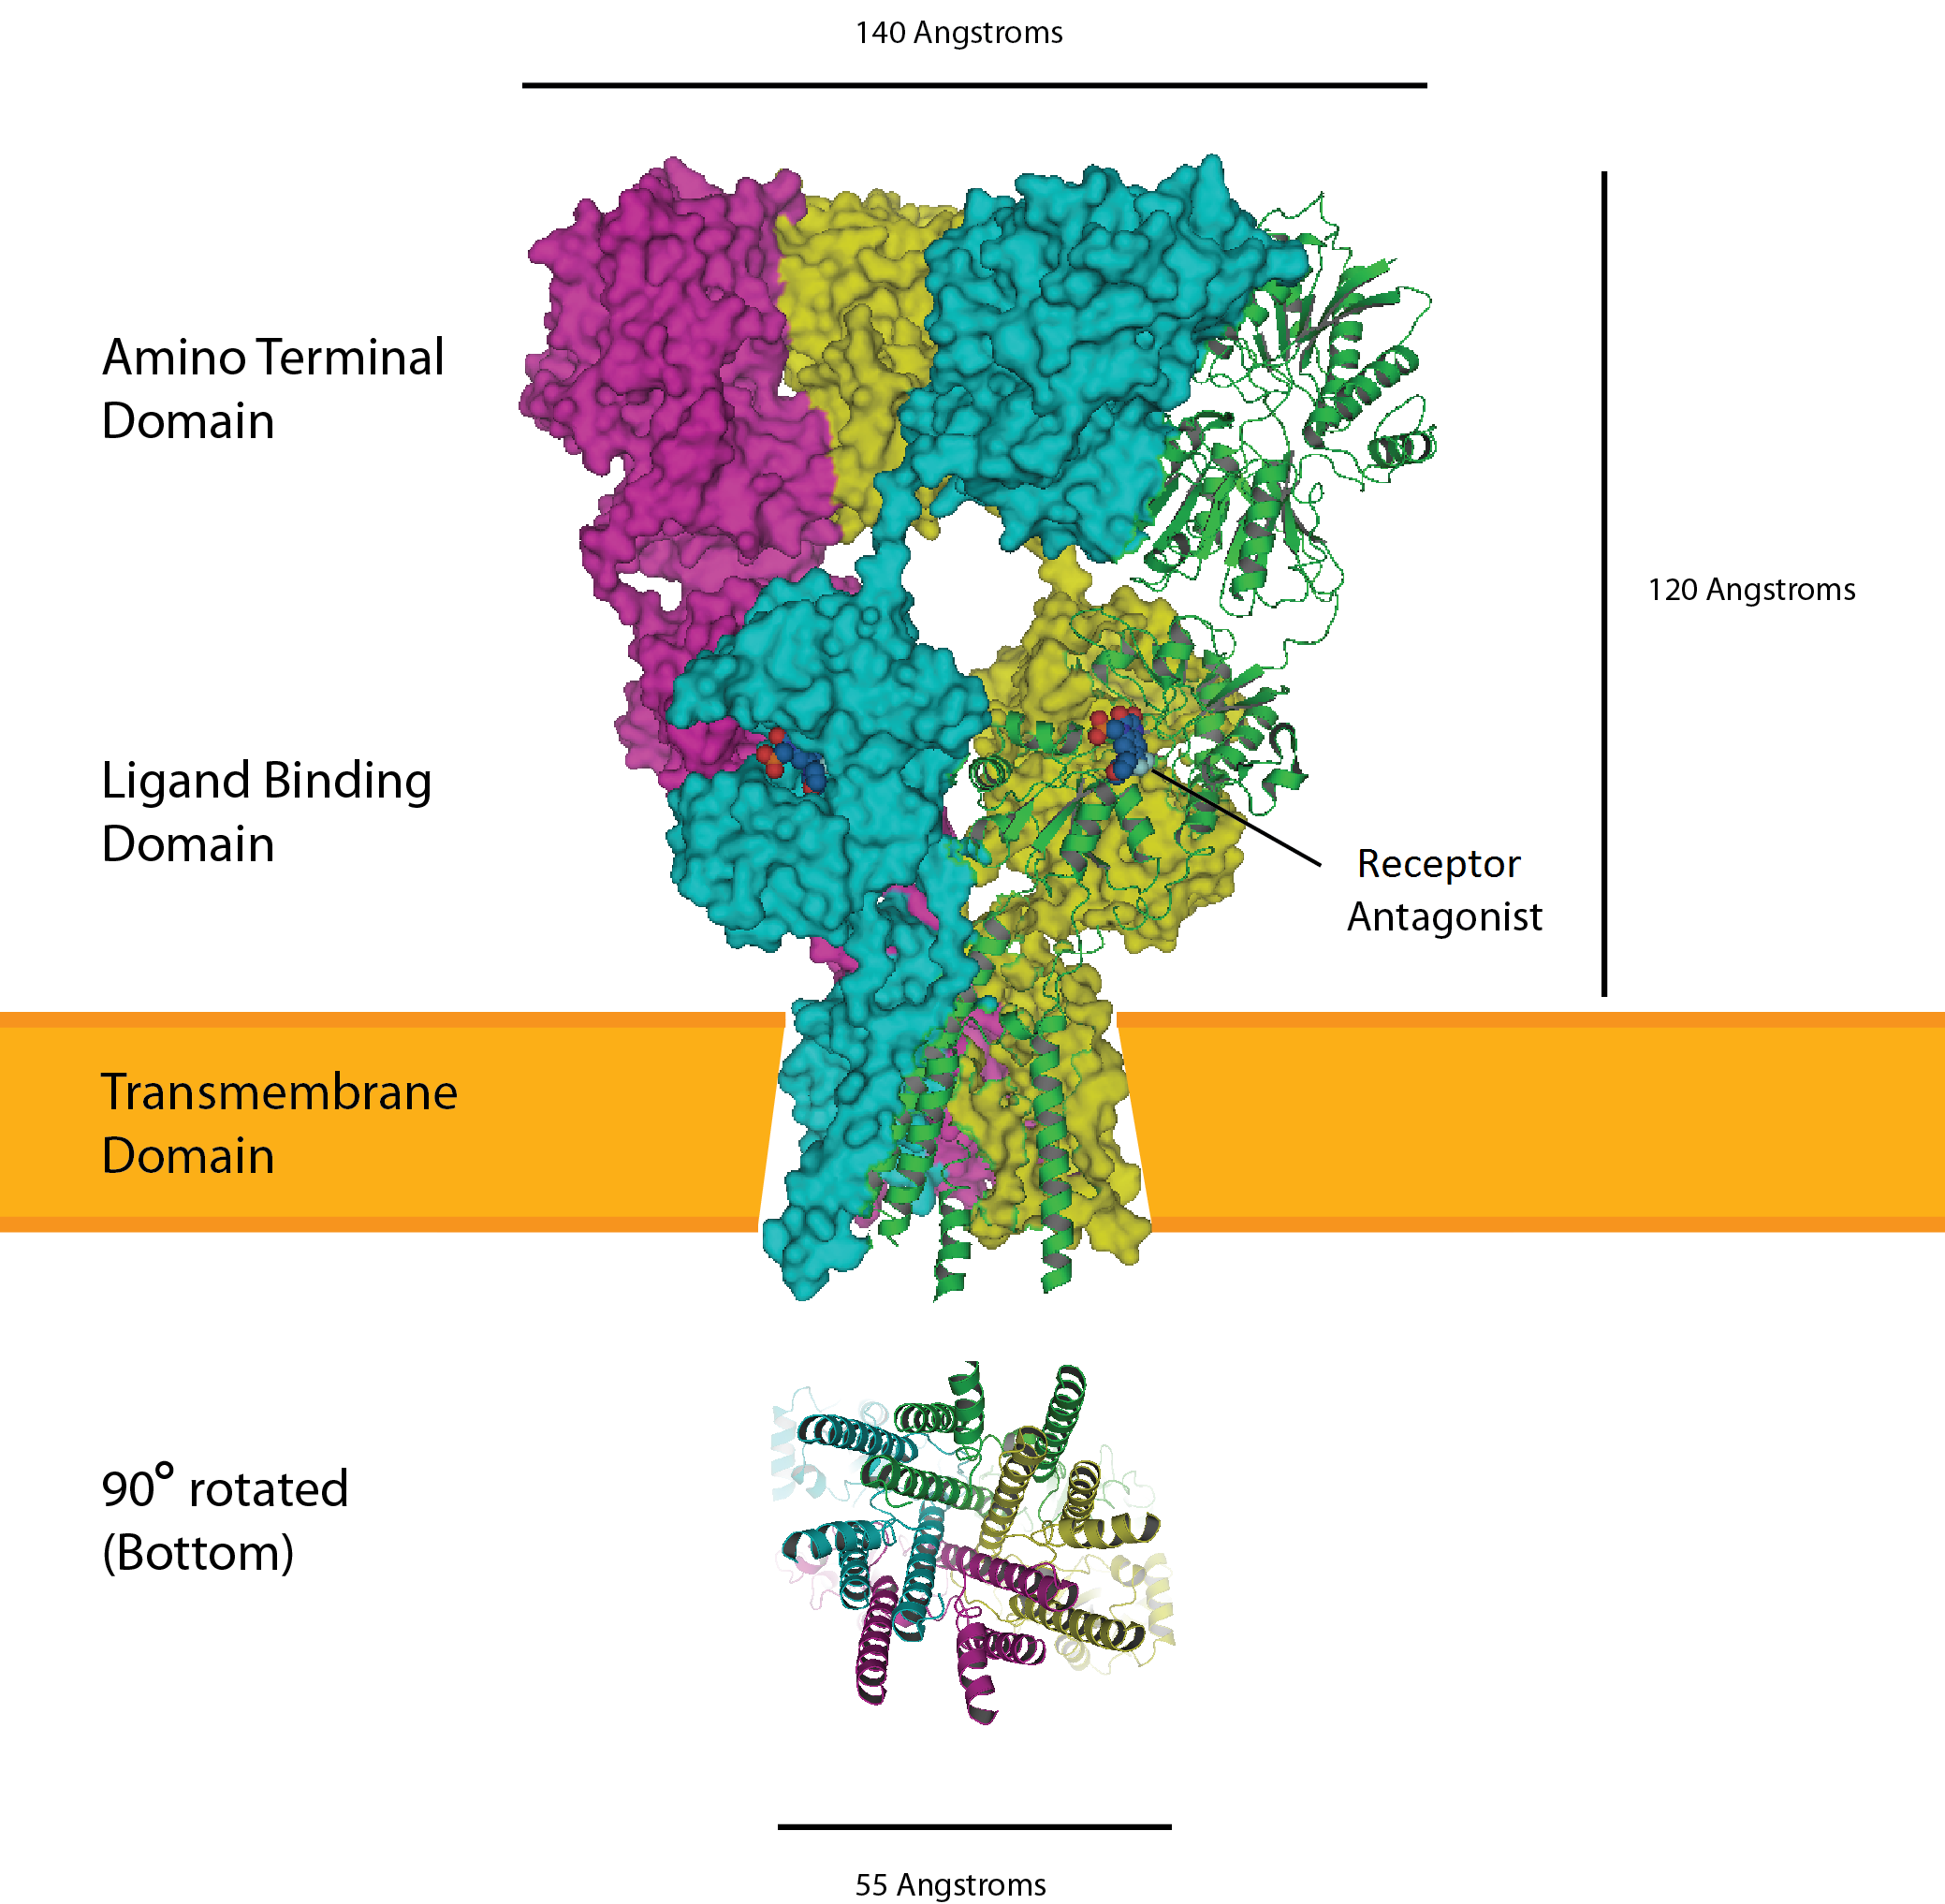 140 Angstroms
Amino Terminal
Domain
120 Angstroms
Ligand Binding
Domain
Receptor
Antagonist
Transmembrane
Domain
90° rotated
(Bottom)
55 Angstroms